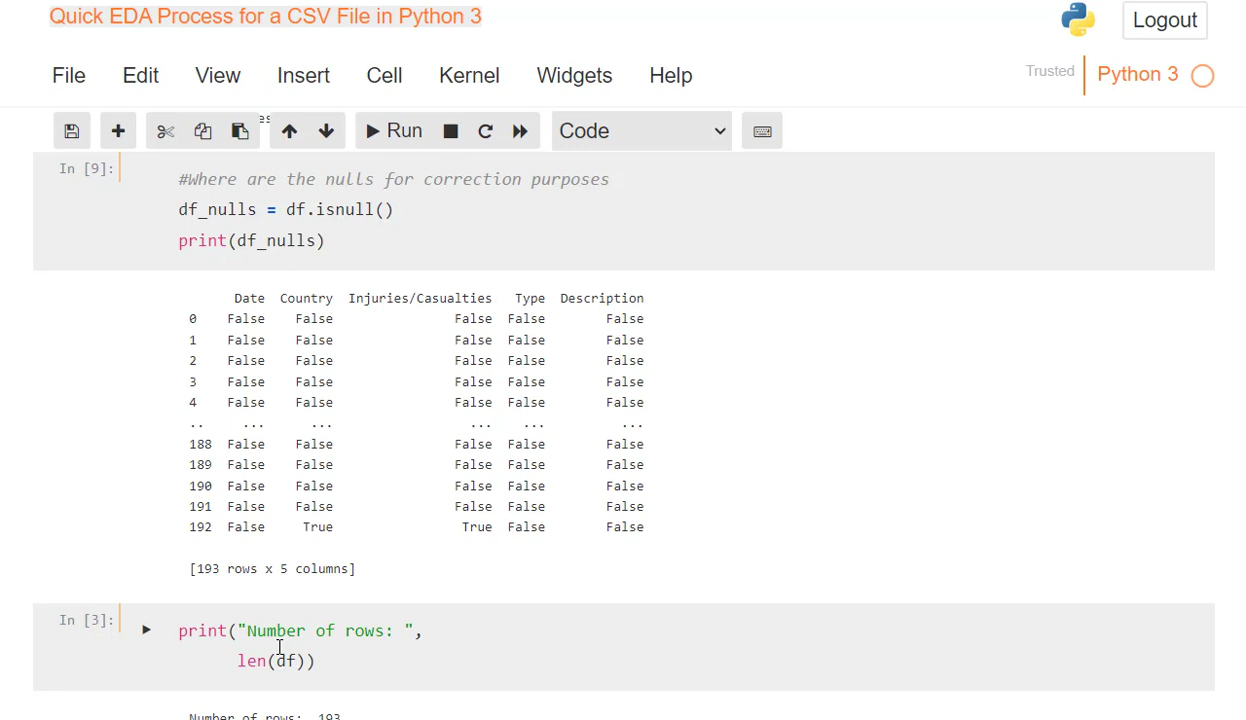 Quick EDA Process for a CSV File in Python 3
Logout
File Edit View Insert Cell Kernel Widgets Help
Trusted Python 3
es
Run Code
In [9]:
#Where are the nulls for correction purposes
df_nulls = df.isnull()
print(df_nulls)
Date Country Injuries/Casualties Type Description
0 False False False False False
1 False False False False False
2 False False False False False
3 False False False False False
4 False False False False False
.. ... ... ... ... ...
188 False False False False False
189 False False False False False
190 False False False False False
191 False False False False False
192 False True True False False
[193 rows x 5 columns]
In [3]:
print("Number of rows: ",
len(df))
Number of rows: 193